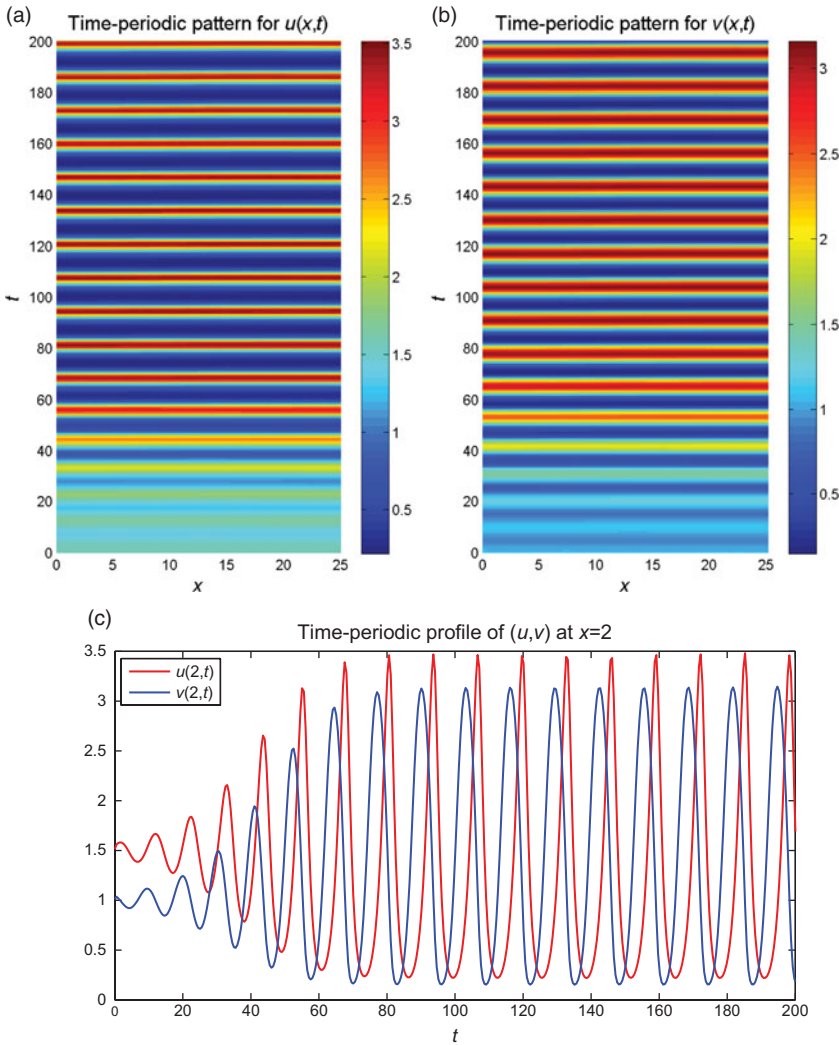 (a)
Time-periodic pattern for u(x,t)
200
180
160
140
120
100
80
60
40
20
0
t
0 5 10 15 20 25
x
3.5
3
2.5
2
1.5
1
0.5
(b)
Time-periodic pattern for v(x,t)
200
180
160
140
120
100
80
60
40
20
0
t
0 5 10 15 20 25
x
3
2.5
2
1.5
1
0.5
(c)
Time-periodic profile of (u,v) at x=2
3.5
3
2.5
2
1.5
1
0.5
0
u(2,t)
v(2,t)
0 20 40 60 80 100 120 140 160 180 200
t